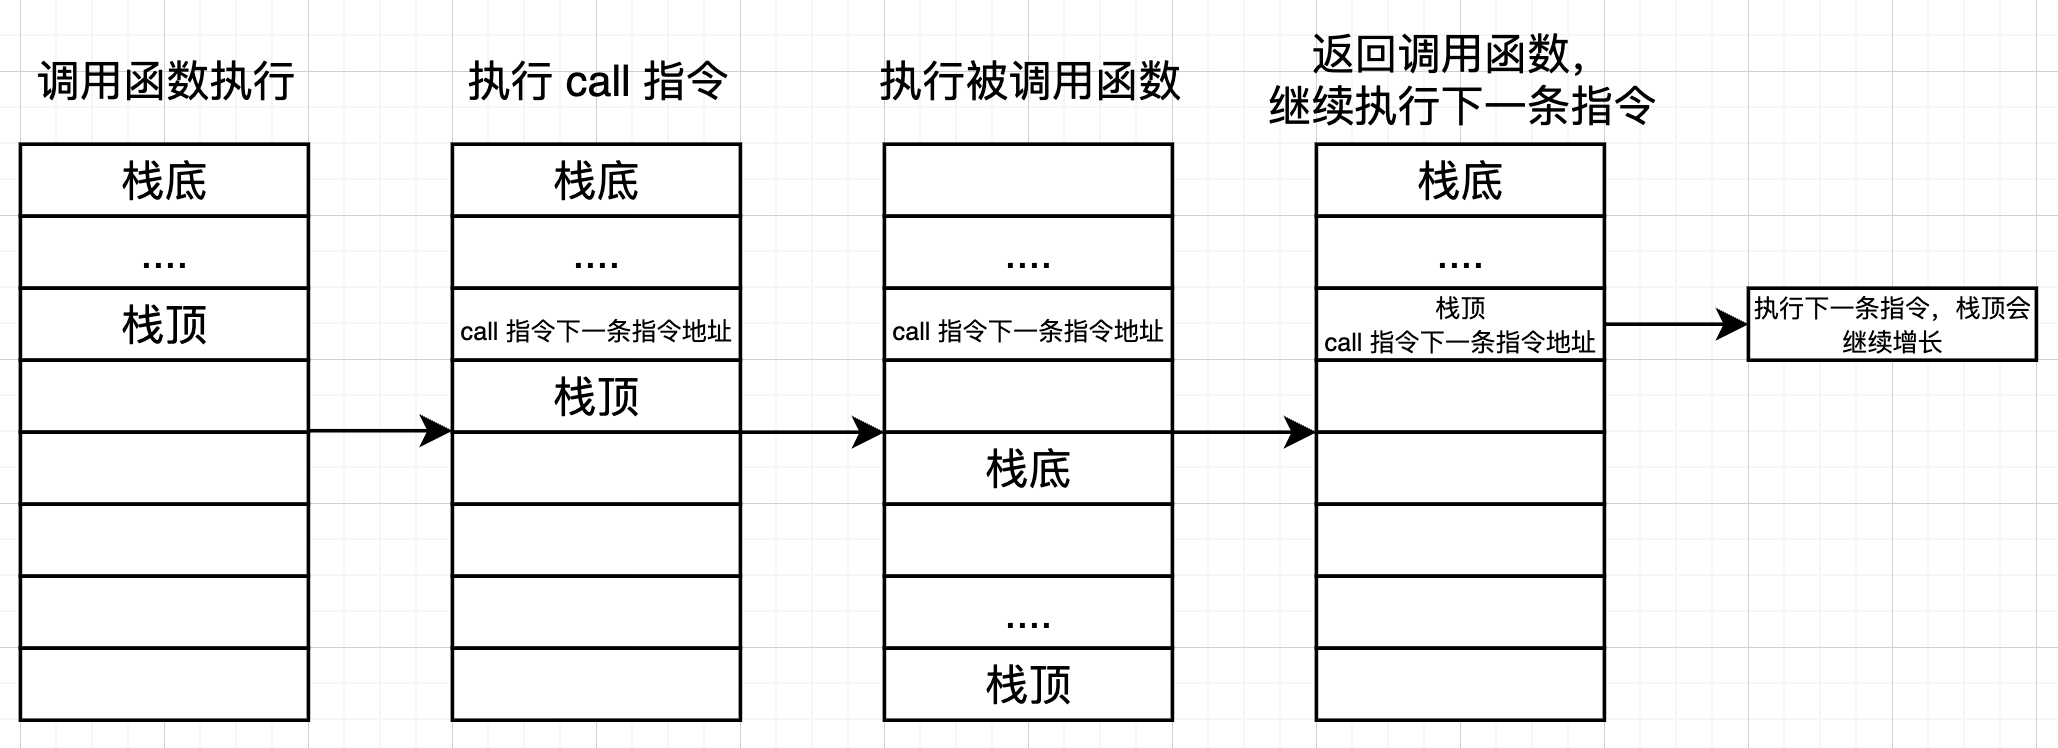 调用函数执行
执行 call 指令
执行被调用函数
返回调用函数，
继续执行下一条指令
栈底
....
栈顶
栈底
....
call 指令下一条指令地址
栈顶
....
call 指令下一条指令地址
栈底
....
栈顶
栈底
....
栈顶
call 指令下一条指令地址
执行下一条指令，栈顶会
继续增长